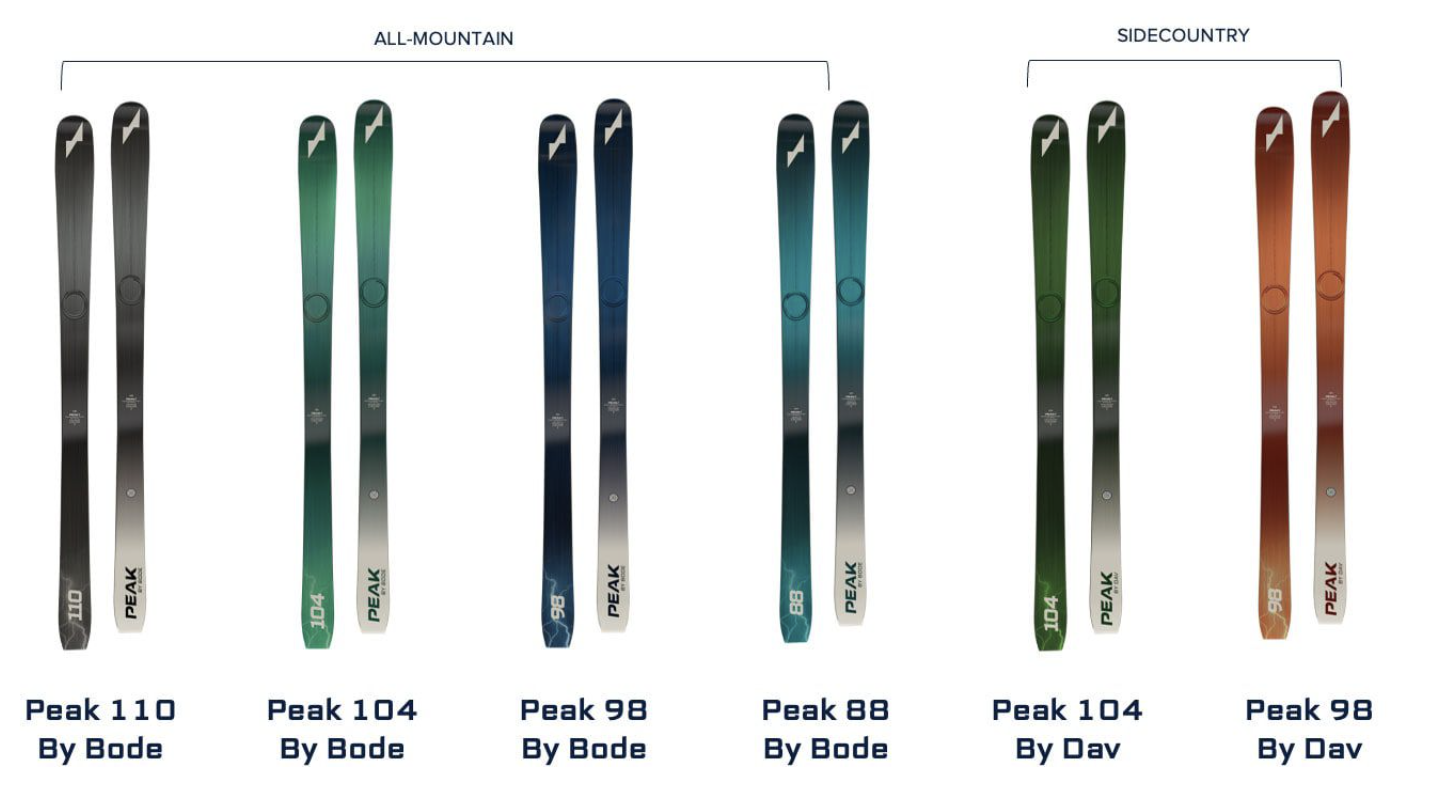 ALL-MOUNTAIN
SIDECOUNTRY
110
PEAK
BY BODE
104
PEAK
BY BODE
98
PEAK
BY BODE
88
PEAK
BY BODE
104
PEAK
BY DAV
98
PEAK
BY DAV
Peak 110
By Bode
Peak 104
By Bode
Peak 98
By Bode
Peak 88
By Bode
Peak 104
By Dav
Peak 98
By Dav